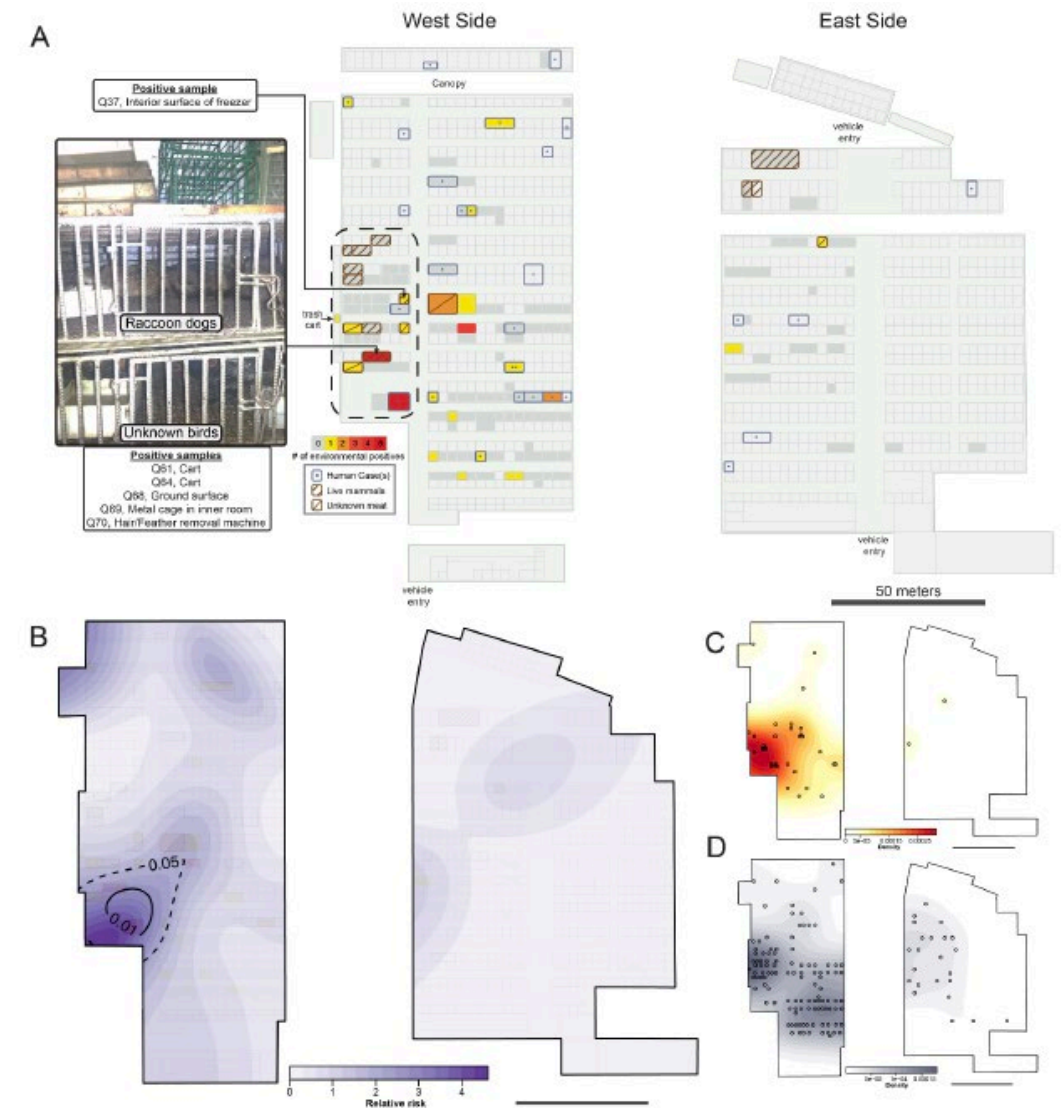 West Side
East Side
A
Positive sample
Q37, Interior surface of freezer
Canopy
vehicle
entry
trash
cart
Raccoon dogs
Unknown birds
Positive samples
Q61, Cart
Q64, Cart
Q68, Ground surface
Q69, Metal cage in inner room
Q70, Hair/Feather removal machine
0 1 2 3 4 5
# of environmental positives
Human Case(s)
Live mammals
Unknown meat
vehicle
entry
vehicle
entry
50 meters
B
0.05
0.01
0 1 2 3 4
Relative risk
C
Density
D
Density